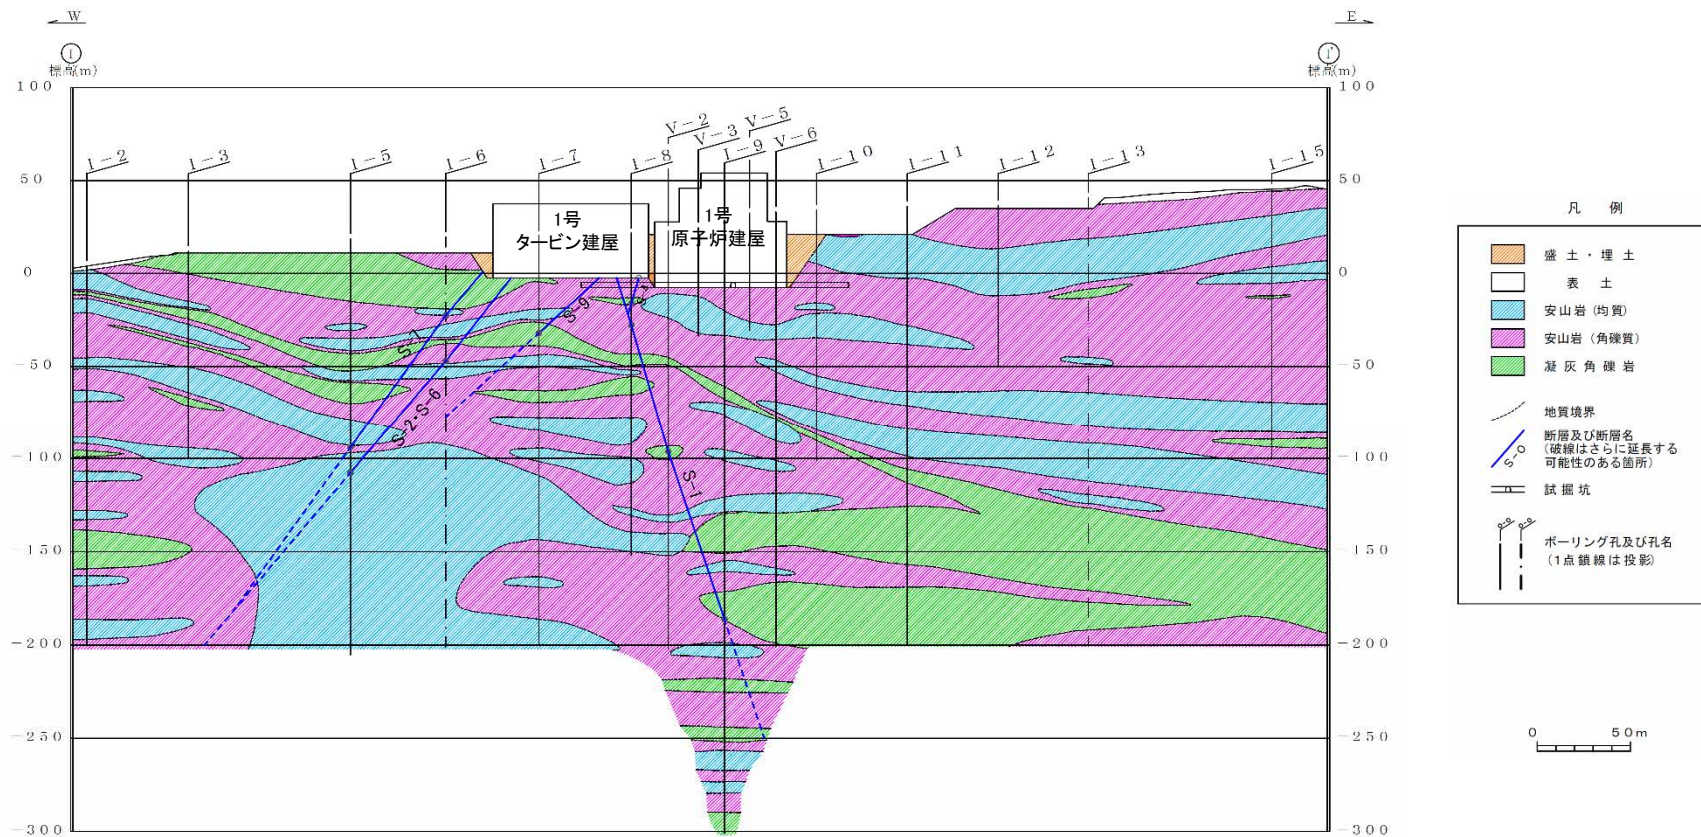 W
E
I
I'
標高(m)
標高(m)
100
100
50
50
0
0
−50
−50
−100
−100
−150
−150
−200
−200
−250
−250
−300
−300
I−2
I−3
I−5
I−6
I−7
I−8
V−2
V−3
I−9
V−5
V−6
I−10
I−11
I−12
I−13
I−15
1号
タービン建屋
1号
原子炉建屋
S-7
S-2・S-6
S-9
S-1
凡 例
盛土・埋土
表土
安山岩(均質)
安山岩(角礫質)
凝灰角礫岩
地質境界
断層及び断層名
(破線はさらに延長する
可能性のある箇所)
S-0
試掘坑
ボーリング孔及び孔名
(1点鎖線は投影)
0 50m